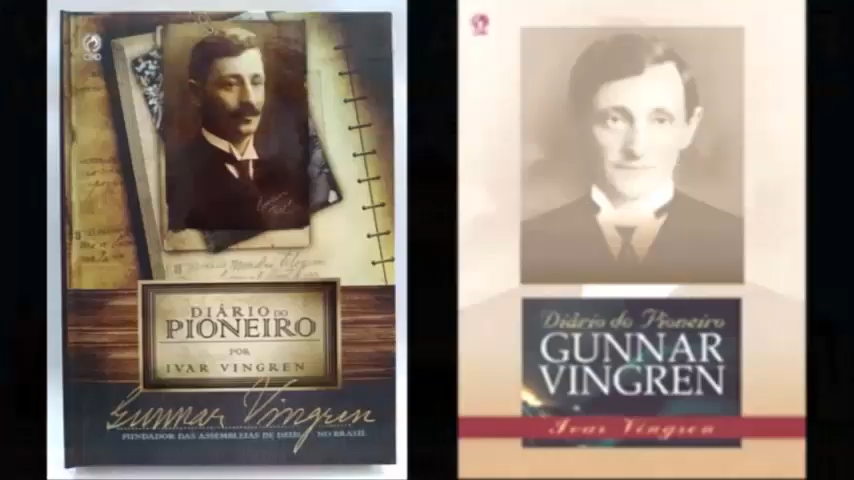 CPAD
DIÁRIO DO
PIONEIRO
POR
IVAR VINGREN
Gunnar Vingren
FUNDADOR DAS ASSEMBLEIAS DE DEUS NO BRASIL
Diário do Pioneiro
GUNNAR
VINGREN
Ivar Vingren